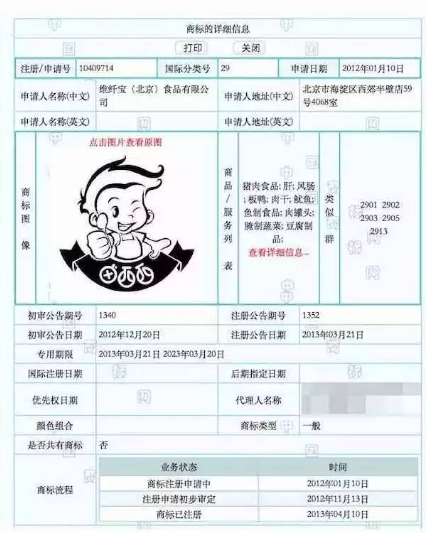 商标的详细信息
打印 关闭
注册/申请号 10409714 国际分类号 29 申请日期 2012年01月10日
申请人名称(中文) 维纤宝（北京）食品有限公司 申请人地址(中文) 北京市海淀区西郊半壁店59号4068室
申请人名称(英文) 申请人地址(英文)
点击图片查看原图
商标图像
商品/服务列表
猪肉食品; 肝; 风肠
; 板鸭; 肉干; 鱿鱼;
鱼制食品; 肉罐头;
腌制蔬菜; 豆腐制
品;
查看详细信息...
类似群
2901 2902
2903 2905
2913
初审公告期号 1340 注册公告期号 1352
初审公告日期 2012年12月20日 注册公告日期 2013年03月21日
专用期限 2013年03月21日 2023年03月20日
国际注册日期 后期指定日期
优先权日期 代理人名称
颜色组合 商标类型 一般
是否共有商标 否
商标流程
业务状态 时间
商标注册申请中 2012年01月10日
注册申请初步审定 2012年11月13日
商标已注册 2013年04月10日